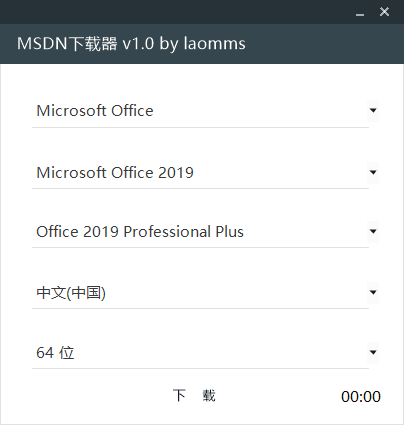 MSDN下载器 v1.0 by laomms
Microsoft Office
Microsoft Office 2019
Office 2019 Professional Plus
中文(中国)
64 位
下 载 00:00